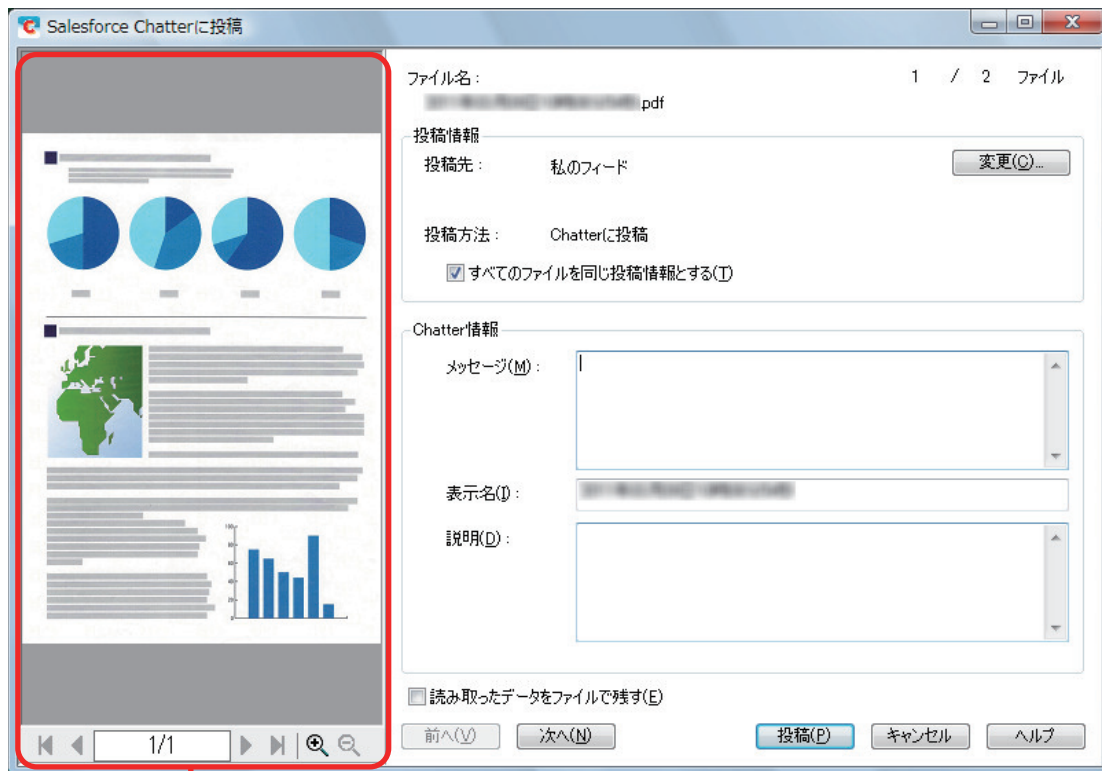 Salesforce Chatterに投稿
ファイル名 :
1 / 2 ファイル
.pdf
投稿情報
投稿先 : 私のフィード
変更(C)...
投稿方法 : Chatterに投稿
すべてのファイルを同じ投稿情報とする(T)
Chatter情報
メッセージ(M) :
表示名(I) :
説明(D) :
読み取ったデータをファイルで残す(E)
1/1
前へ(V) 次へ(N) 投稿(P) キャンセル ヘルプ